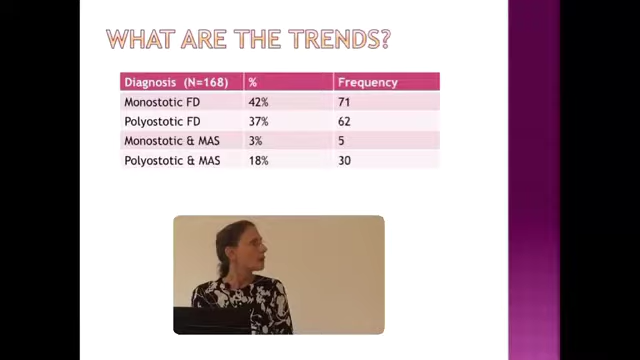 WHAT ARE THE TRENDS?
Diagnosis (N=168) % Frequency
Monostotic FD 42% 71
Polyostotic FD 37% 62
Monostotic & MAS 3% 5
Polyostotic & MAS 18% 30